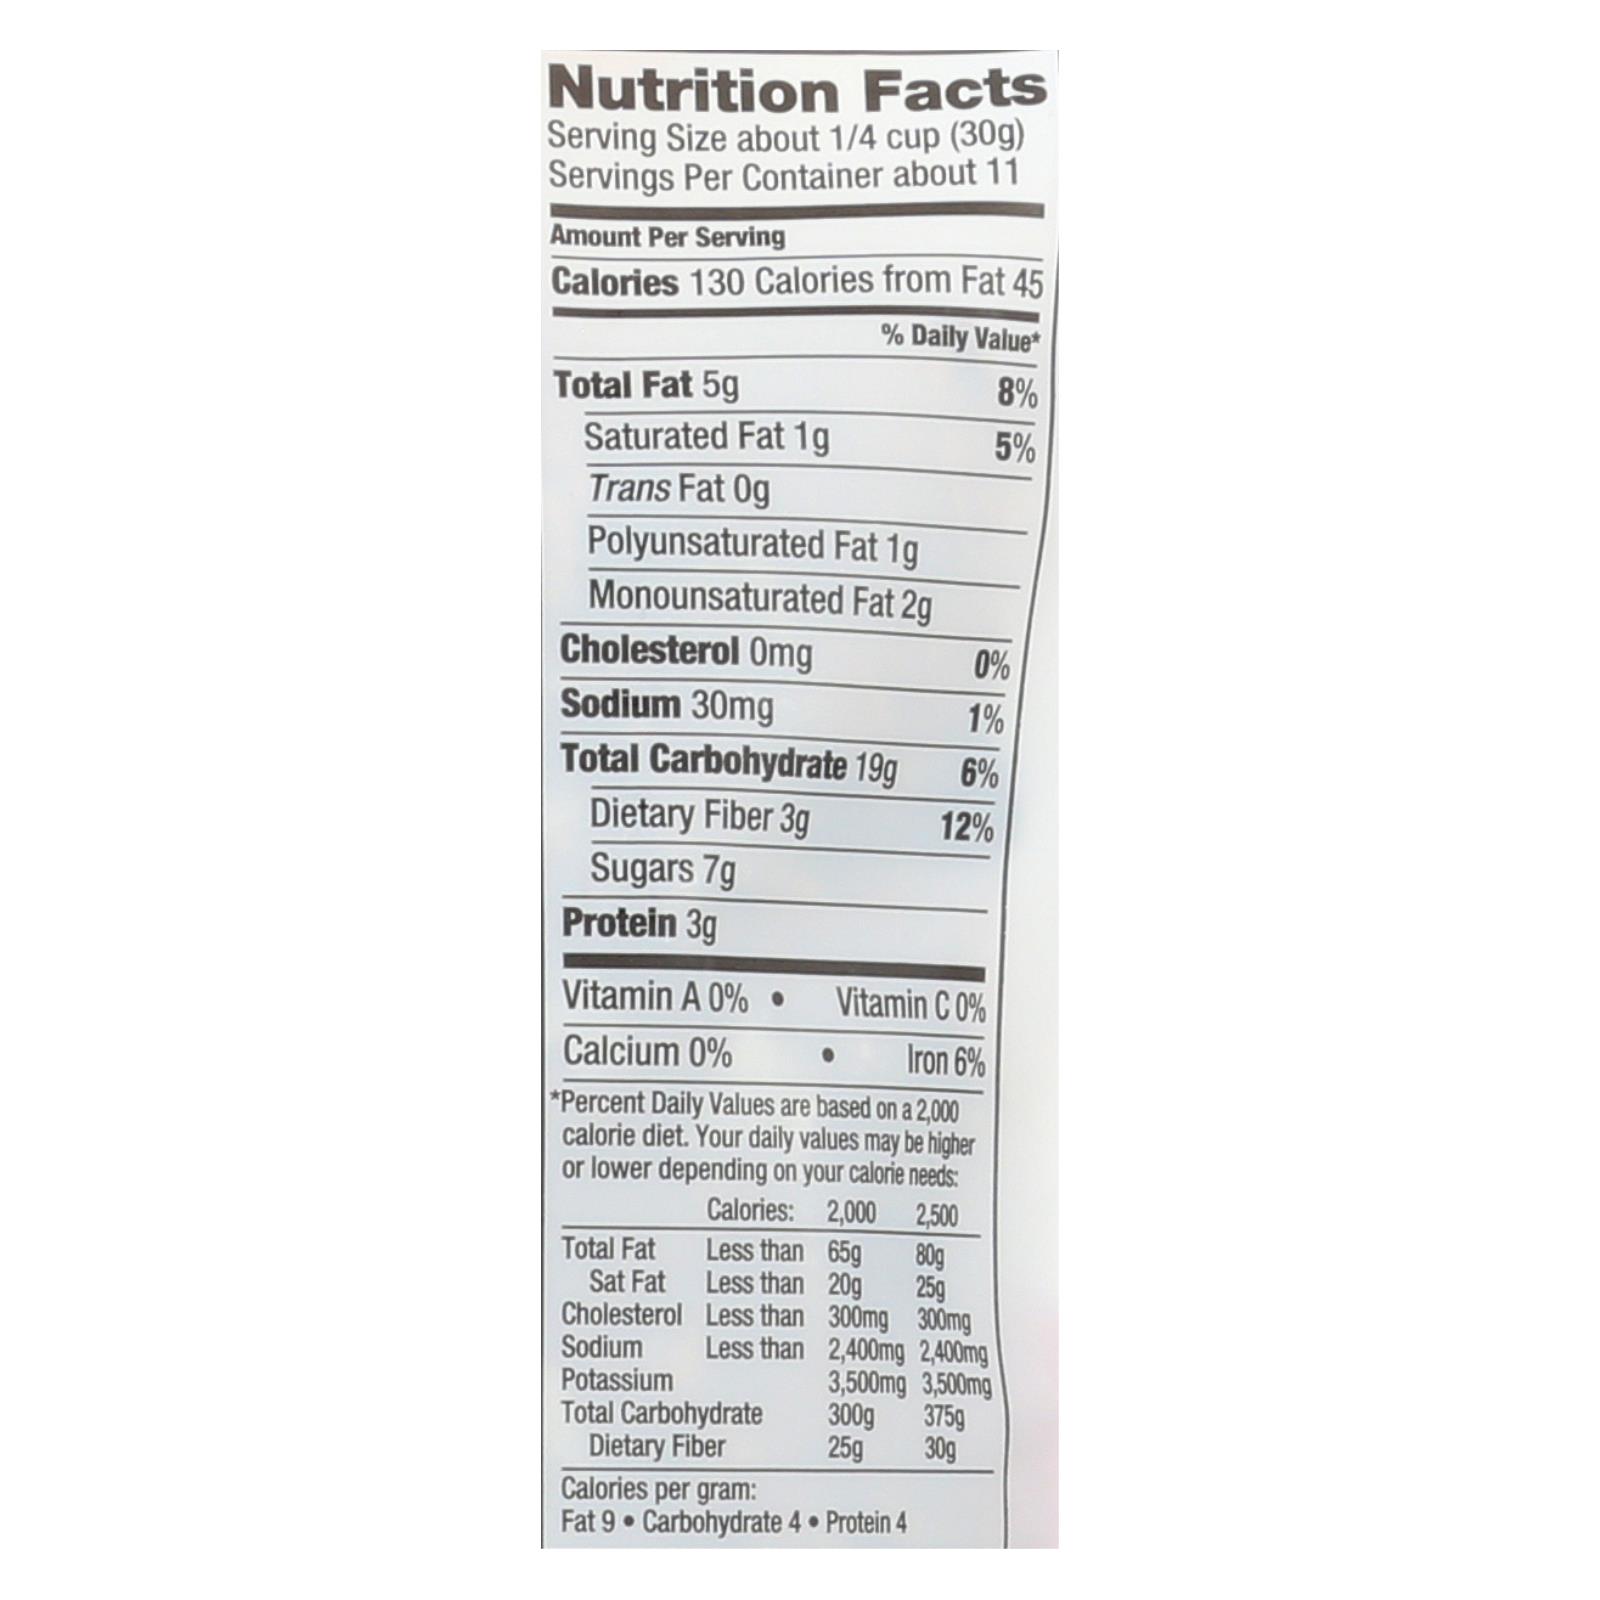 Nutrition Facts
Serving Size about 1/4 cup (30g)
Servings Per Container about 11
Amount Per Serving
Calories 130 Calories from Fat 45
% Daily Value*
Total Fat 5g 8%
Saturated Fat 1g 5%
Trans Fat 0g
Polyunsaturated Fat 1g
Monounsaturated Fat 2g
Cholesterol 0mg 0%
Sodium 30mg 1%
Total Carbohydrate 19g 6%
Dietary Fiber 3g 12%
Sugars 7g
Protein 3g
Vitamin A 0% • Vitamin C 0%
Calcium 0% • Iron 6%
*Percent Daily Values are based on a 2,000
calorie diet. Your daily values may be higher
or lower depending on your calorie needs:
Calories: 2,000 2,500
Total Fat Less than 65g 80g
Sat Fat Less than 20g 25g
Cholesterol Less than 300mg 300mg
Sodium Less than 2,400mg 2,400mg
Potassium 3,500mg 3,500mg
Total Carbohydrate 300g 375g
Dietary Fiber 25g 30g
Calories per gram:
Fat 9 • Carbohydrate 4 • Protein 4